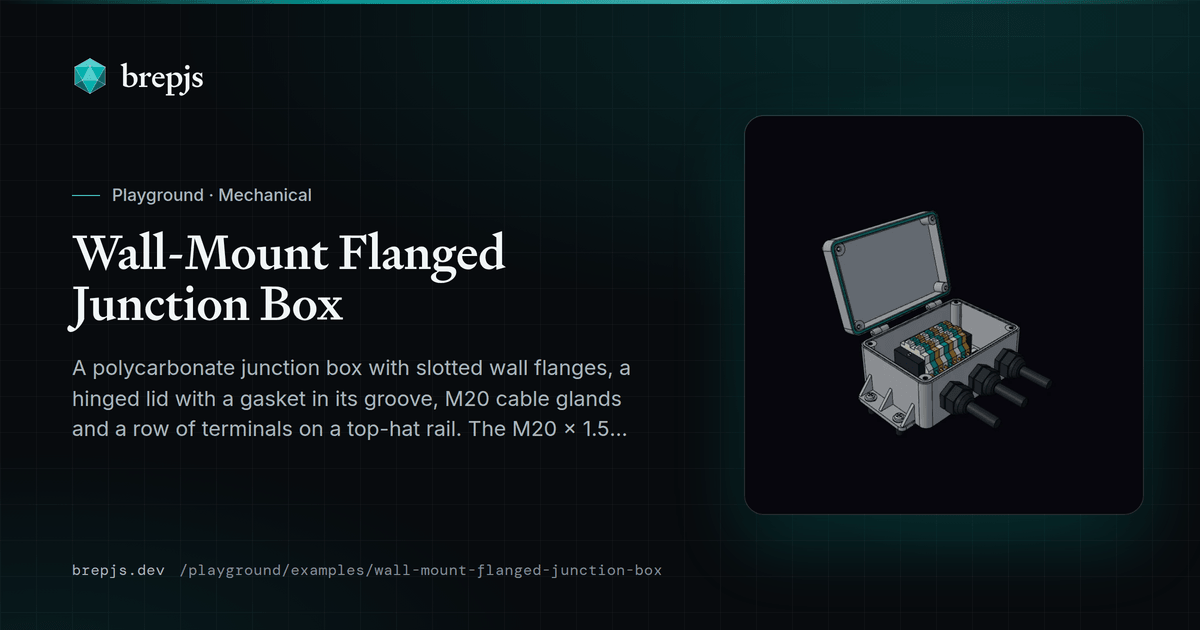 brepjs
Playground · Mechanical
Wall-Mount Flanged
Junction Box
A polycarbonate junction box with slotted wall flanges, a
hinged lid with a gasket in its groove, M20 cable glands
and a row of terminals on a top-hat rail. The M20 × 1.5…
brepjs.dev /playground/examples/wall-mount-flanged-junction-box